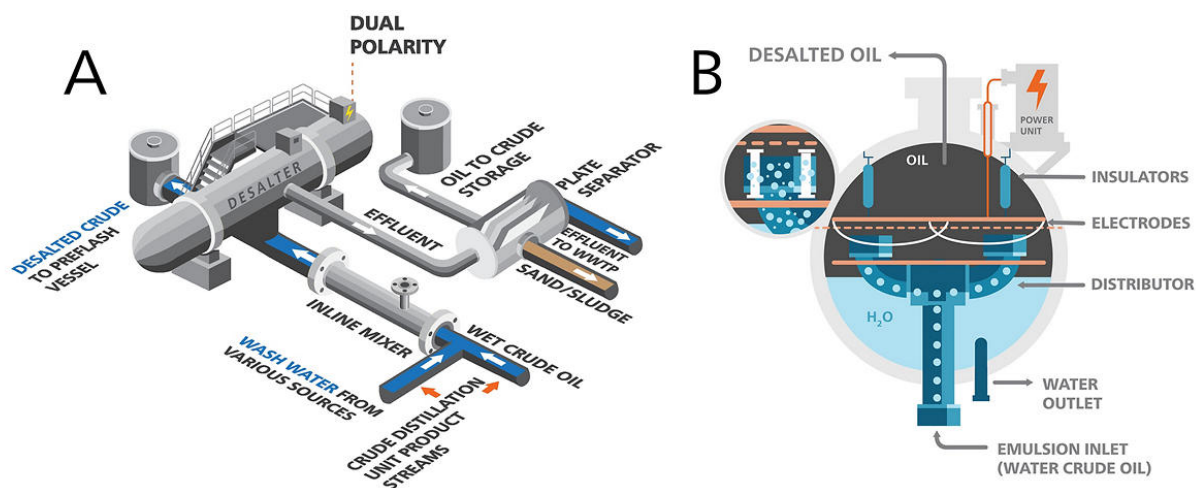 A
DUAL
POLARITY
DESALTER
DESALTED CRUDE
TO PREFLASH
VESSEL
EFFLUENT
OIL TO CRUDE
STORAGE
PLATE
SEPARATOR
EFFLUENT
TO WWTP
SAND/SLUDGE
INLINE MIXER
WET CRUDE OIL
WASH WATER FROM
VARIOUS SOURCES
CRUDE DISTILLATION
UNIT PRODUCT
STREAMS
B
DESALTED OIL
POWER
UNIT
OIL
INSULATORS
ELECTRODES
DISTRIBUTOR
H₂O
WATER
OUTLET
EMULSION INLET
(WATER CRUDE OIL)